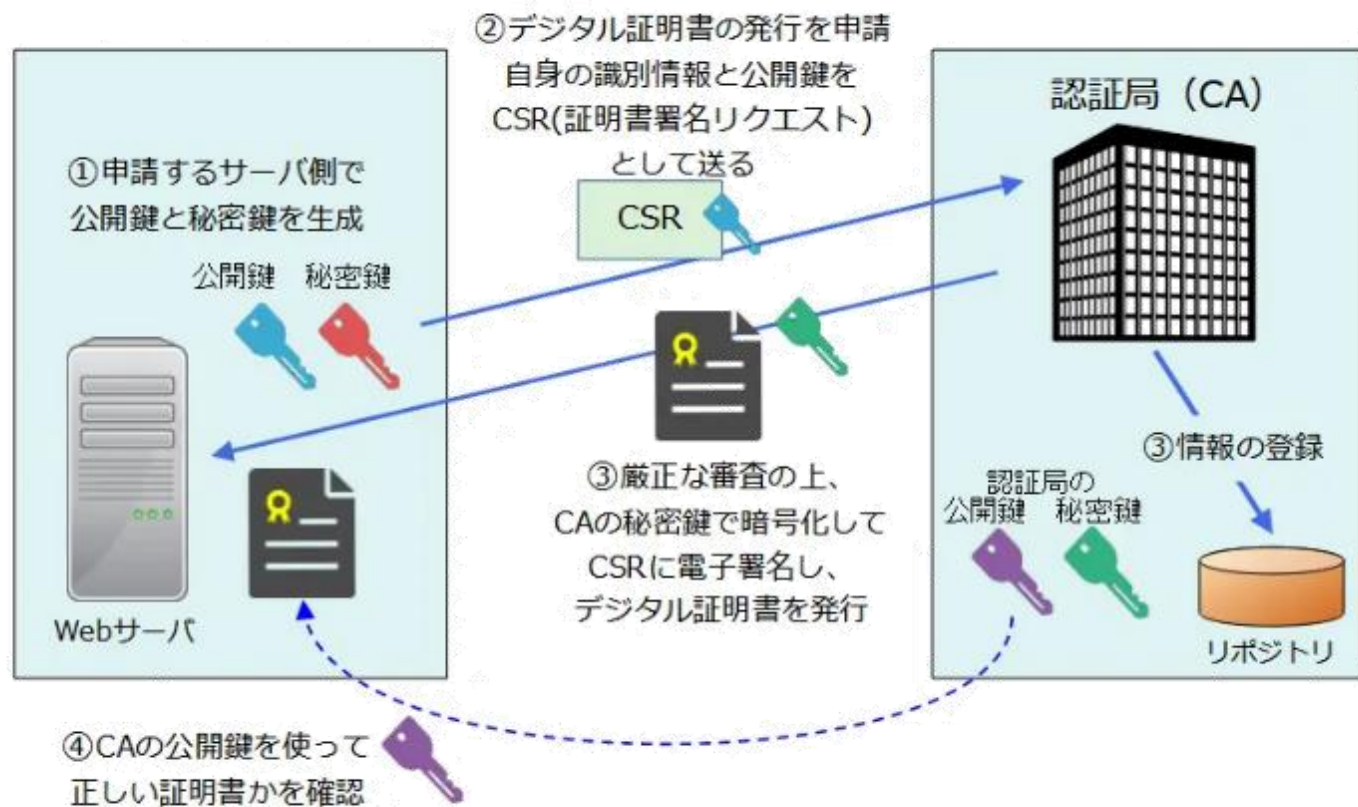 ②デジタル証明書の発行を申請
自身の識別情報と公開鍵を
CSR(証明書署名リクエスト)
として送る
CSR
認証局（CA）
①申請するサーバ側で
公開鍵と秘密鍵を生成
公開鍵 秘密鍵
Webサーバ
③厳正な審査の上、
CAの秘密鍵で暗号化して
CSRに電子署名し、
デジタル証明書を発行
③情報の登録
認証局の
公開鍵 秘密鍵
リポジトリ
④CAの公開鍵を使って
正しい証明書かを確認